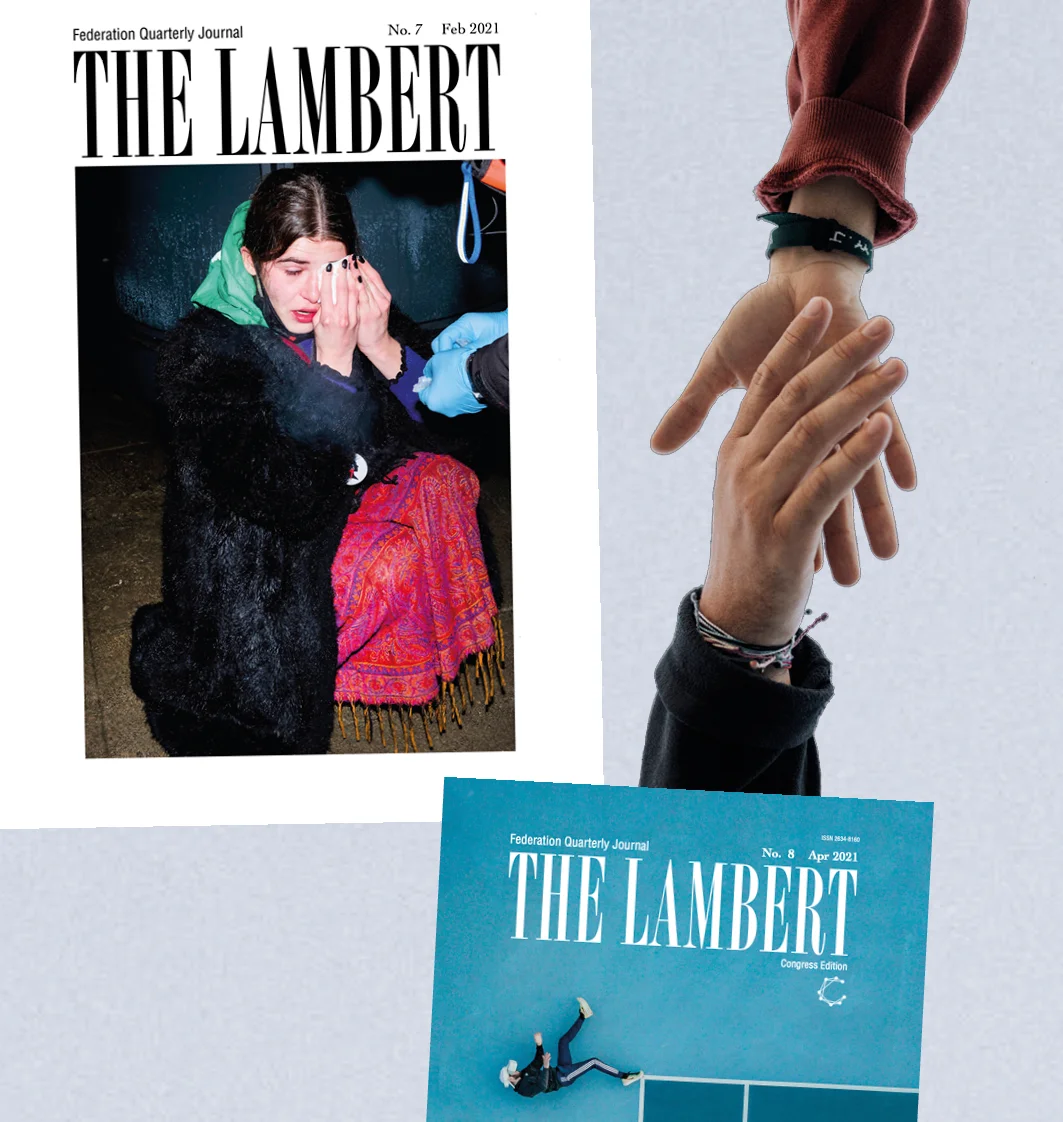 Federation Quarterly Journal No. 7 Feb 2021
THE LAMBERT
Federation Quarterly Journal
ISSN 2634-8160
No. 8 Apr 2021
THE LAMBERT
Congress Edition